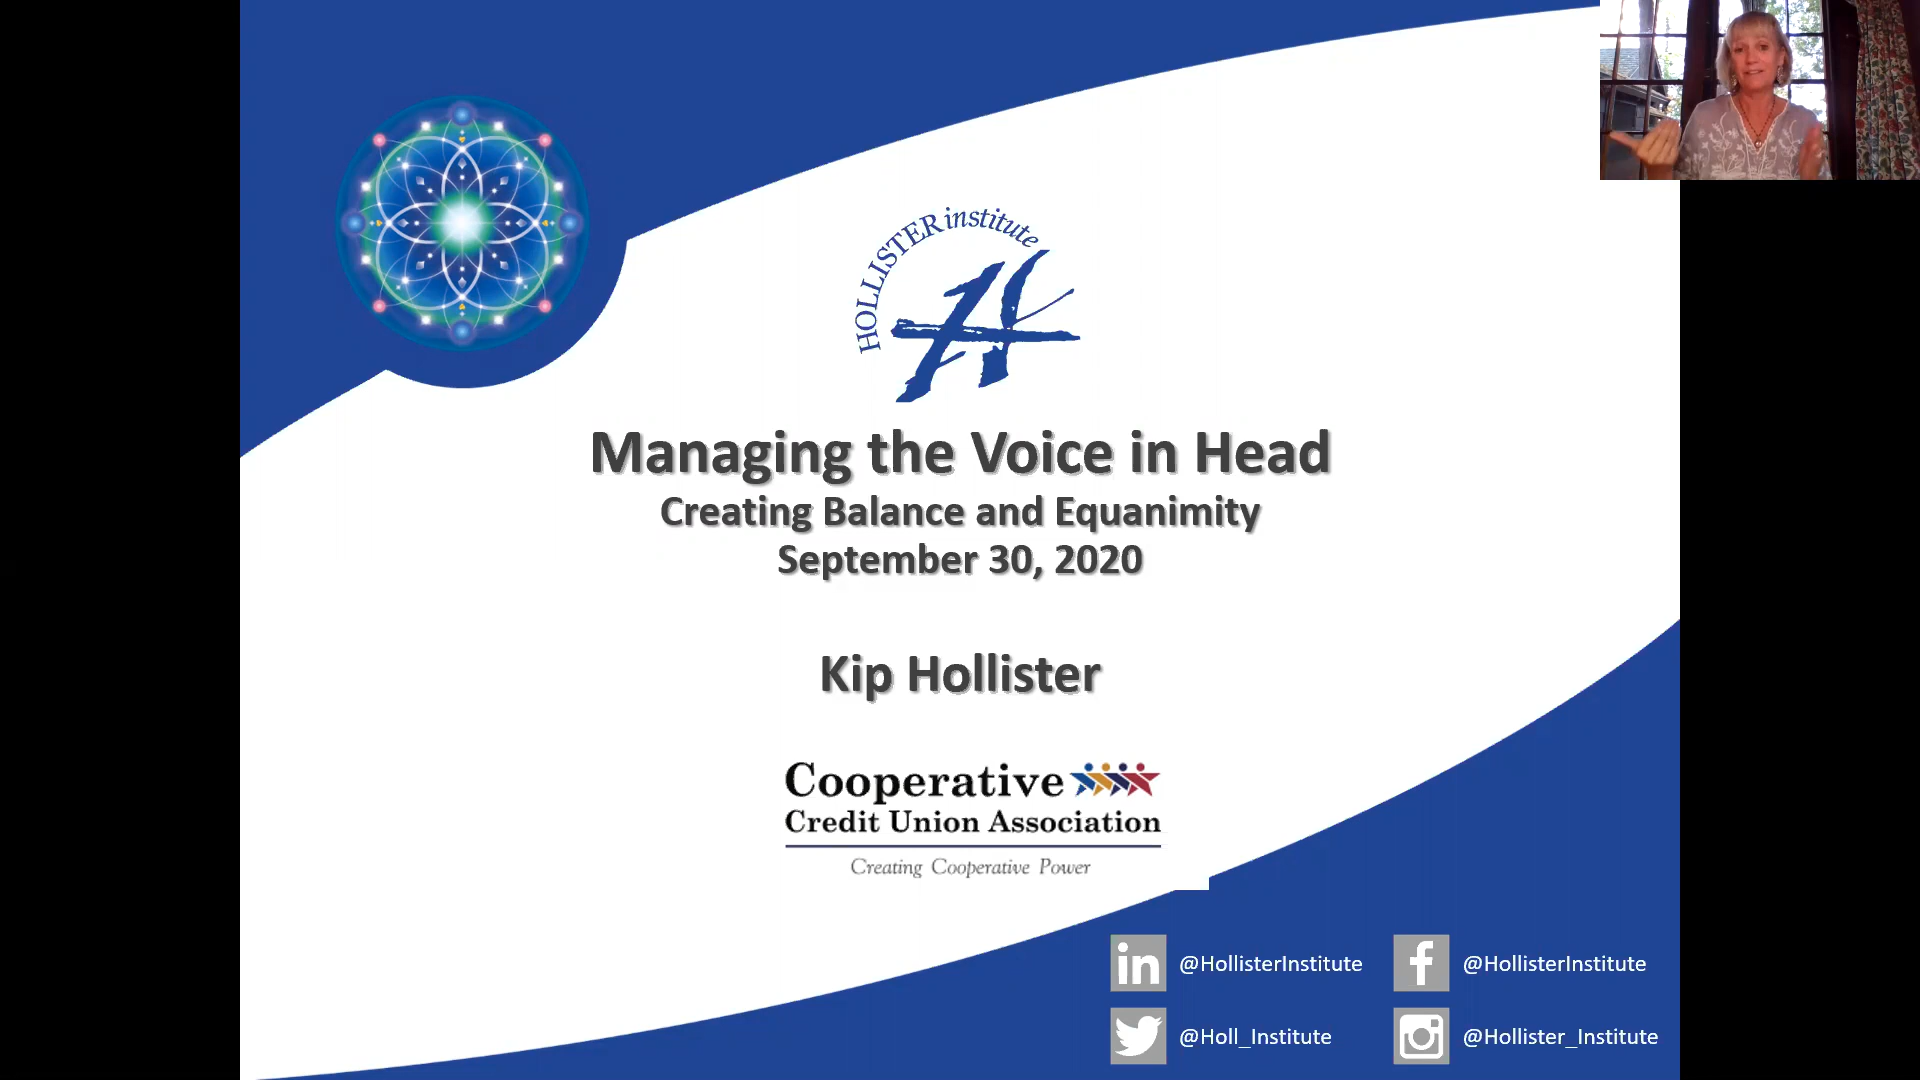 HOLLISTER institute
Managing the Voice in Head
Creating Balance and Equanimity
September 30, 2020
Kip Hollister
Cooperative
Credit Union Association
Creating Cooperative Power
in @HollisterInstitute
f @HollisterInstitute
@Holl_Institute
@Hollister_Institute